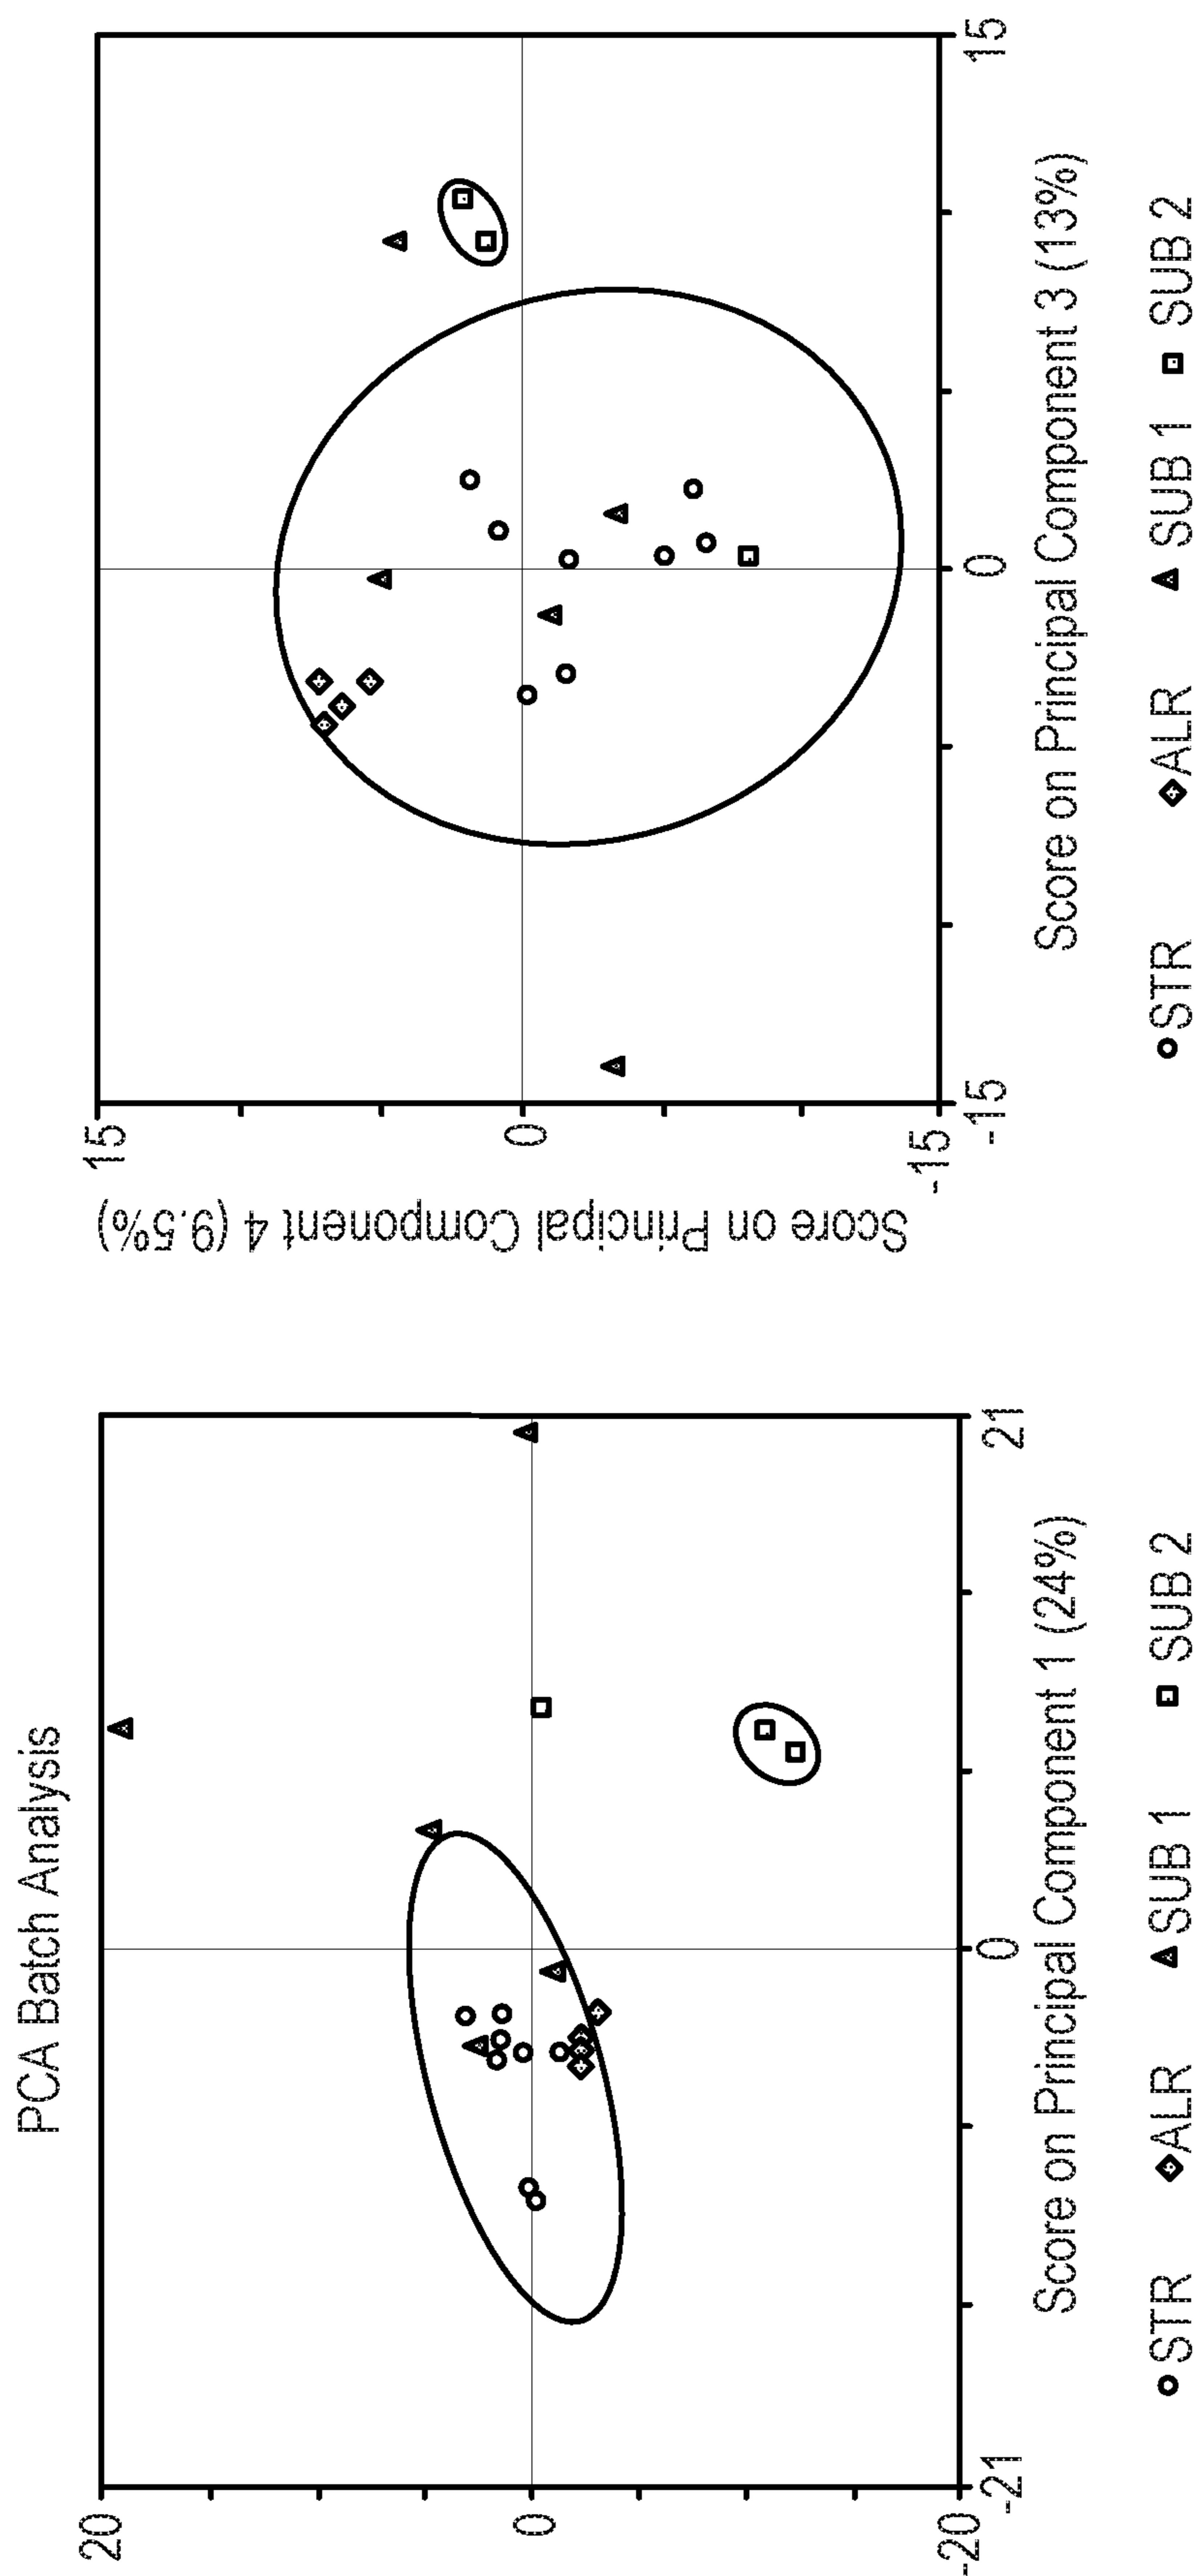 PCA Batch Analysis
20
0
-20
-21
0
21
Score on Principal Component 1 (24%)
STR ALR SUB 1 SUB 2
Score on Principal Component 4 (9.5%)
15
0
-15
-15
0
15
Score on Principal Component 3 (13%)
STR ALR SUB 1 SUB 2